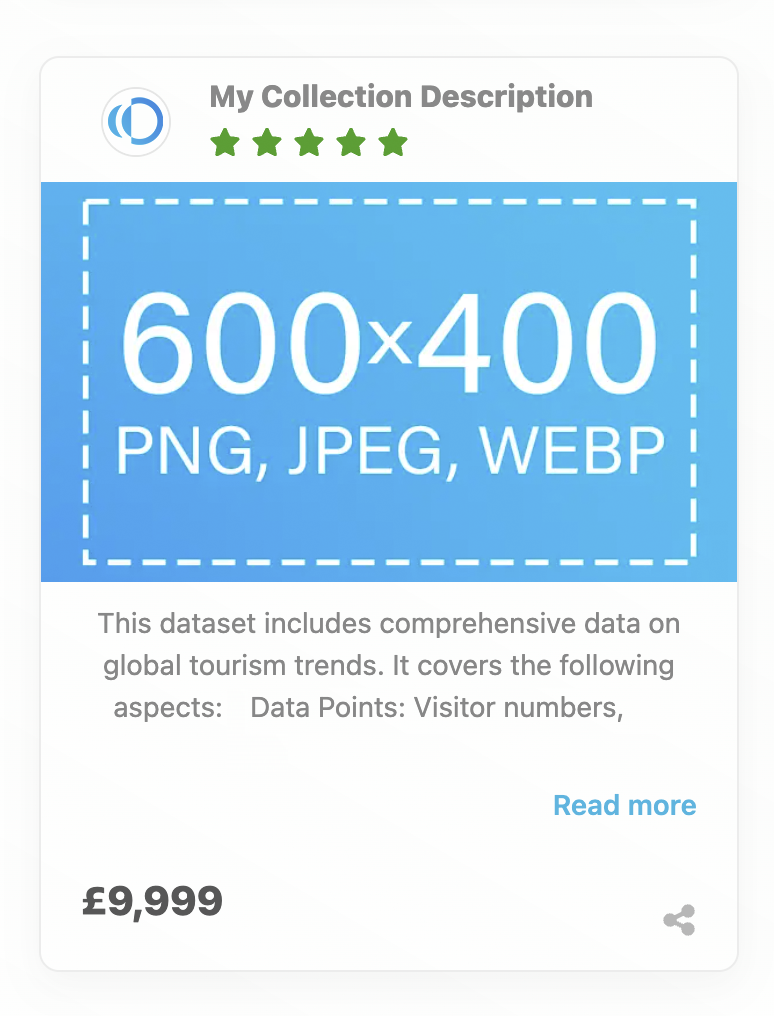 My Collection Description
600×400
PNG, JPEG, WEBP
This dataset includes comprehensive data on
global tourism trends. It covers the following
aspects: Data Points: Visitor numbers,
Read more
£9,999